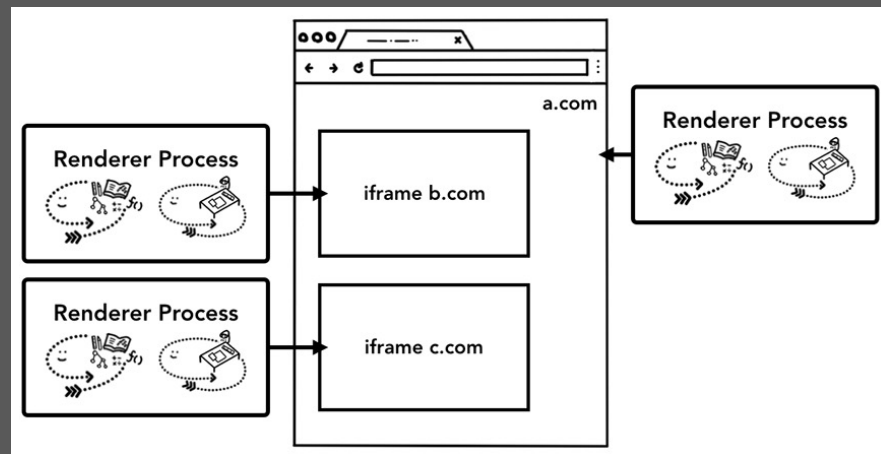 a.com
Renderer Process
f()
iframe b.com
Renderer Process
f()
Renderer Process
f()
iframe c.com